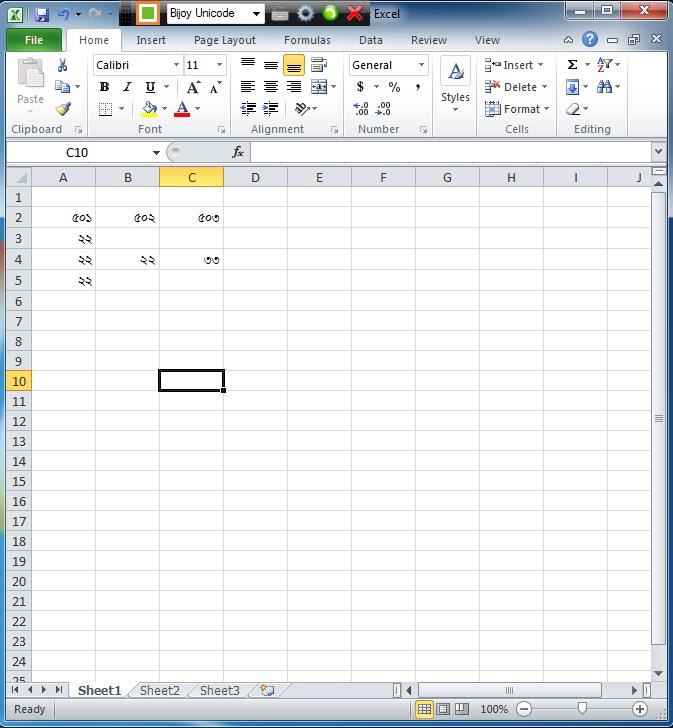 Bijoy Unicode Excel
File Home Insert Page Layout Formulas Data Review View
Paste Calibri 11 General Styles Insert
B I U A A $ % , Delete
A Format
Clipboard Font Alignment Number Cells Editing
C10 fx
A B C D E F G H I J
1
2 ৫০১ ৫০২ ৫০৩
3 ২২
4 ২২ ২২ ৩৩
5 ২২
6
7
8
9
10
11
12
13
14
15
16
17
18
19
20
21
22
23
24
25
Sheet1 Sheet2 Sheet3
Ready 100%